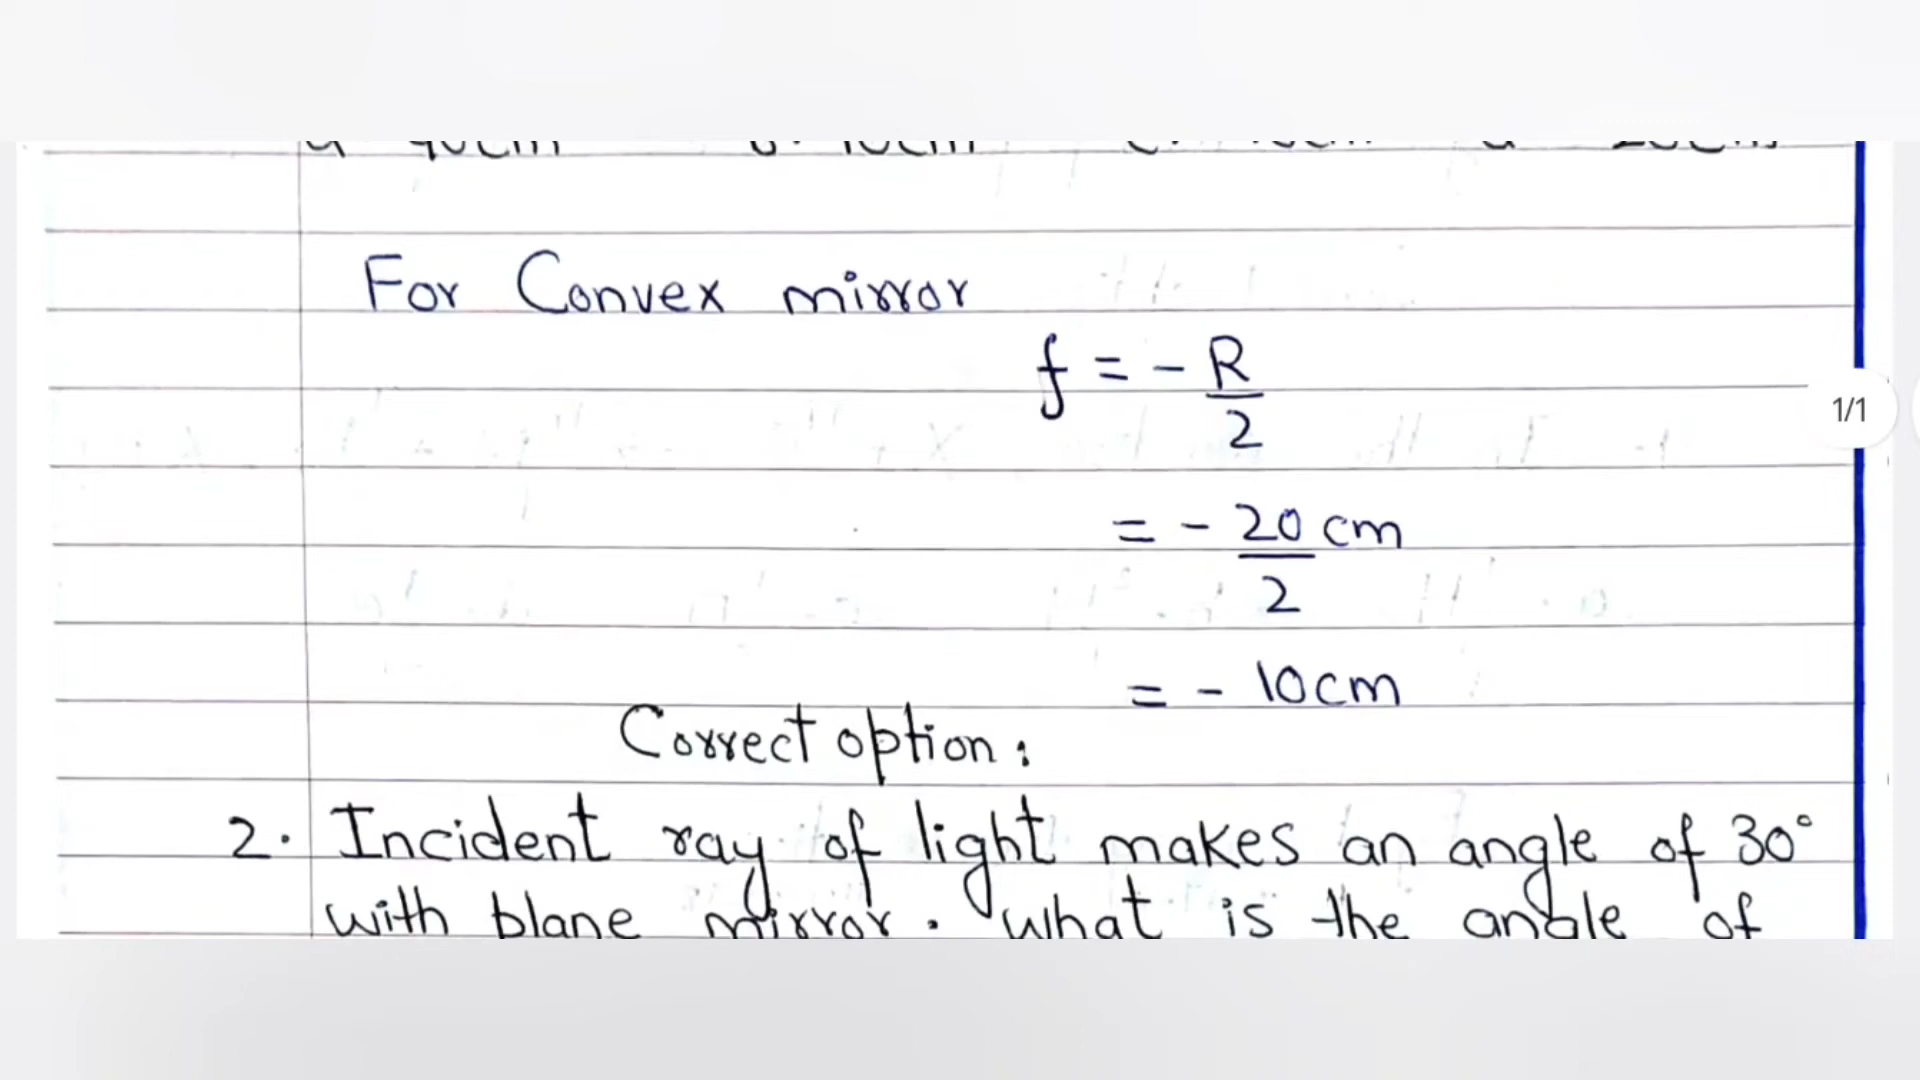 For Convex mirror
f = - R/2
= - 20/2 cm
= - 10cm
Correct option:
2. Incident ray of light makes an angle of 30°
with plane mirror. What is the angle of
1/1